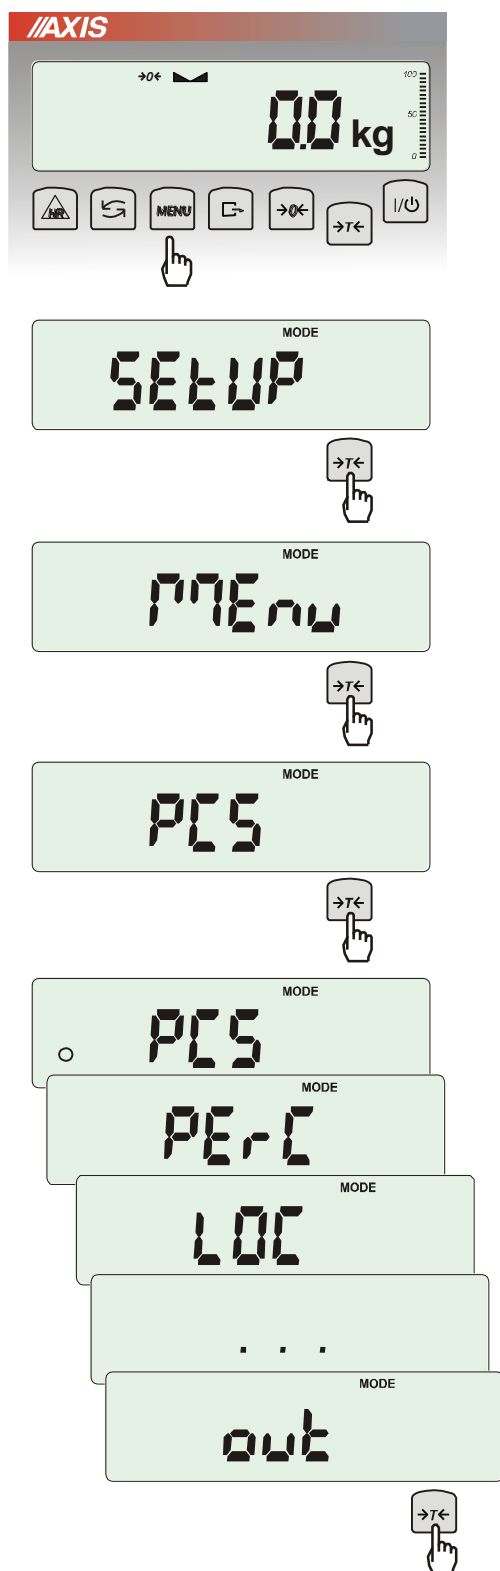 //AXIS
→0←
100
0.0 kg
50
0
HR MENU →0← →T← I/⏻
MODE
SEtUP
→T←
MODE
MEnu
→T←
MODE
PCS
→T←
MODE
PCS
MODE
PErC
MODE
LOC
. . .
MODE
out
→T←